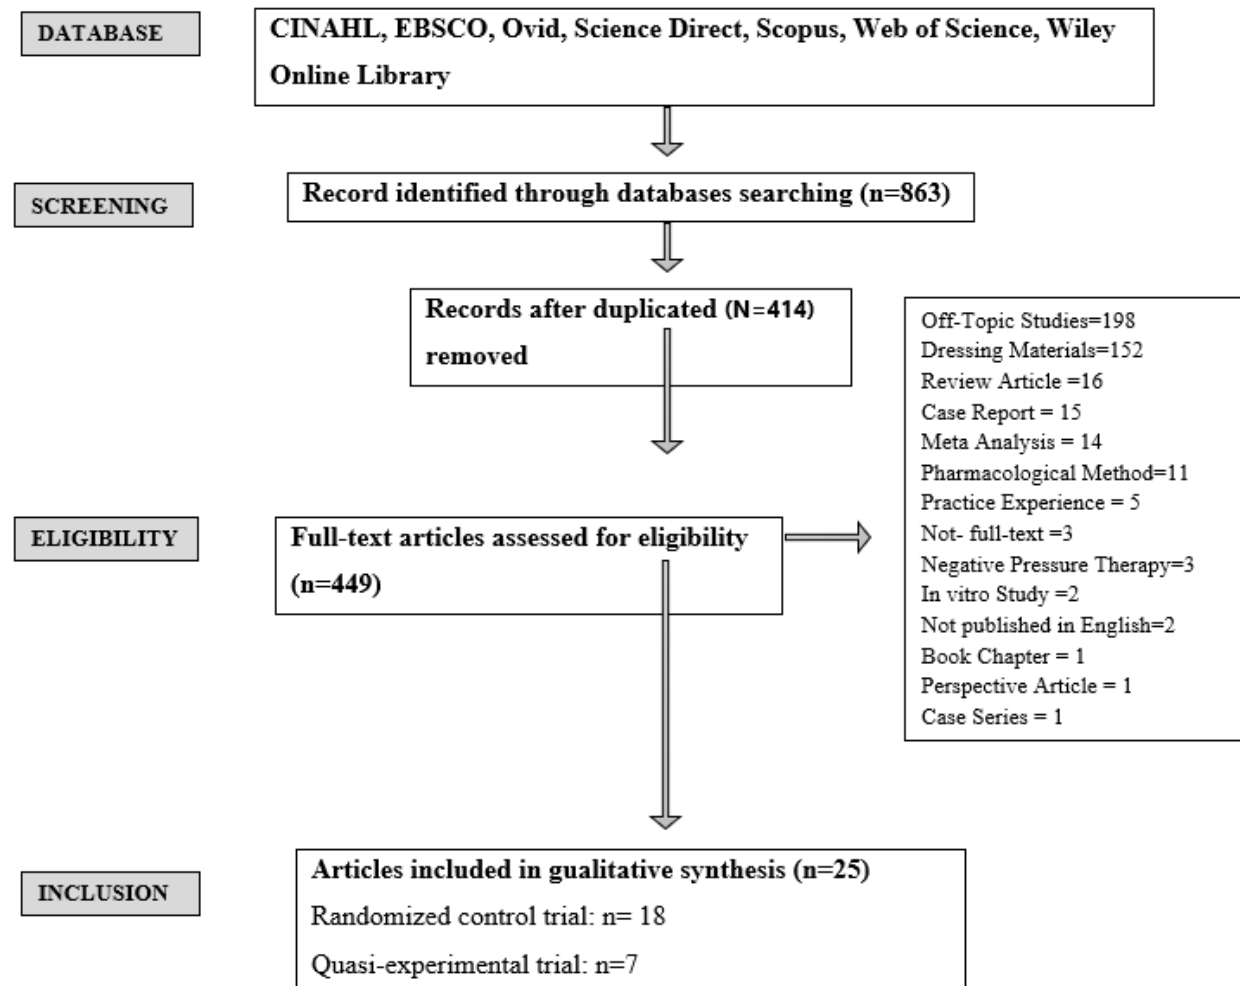 DATABASE
CINAHL, EBSCO, Ovid, Science Direct, Scopus, Web of Science, Wiley
Online Library
SCREENING
Record identified through databases searching (n=863)
Records after duplicated (N=414)
removed
Off-Topic Studies=198
Dressing Materials=152
Review Article =16
Case Report = 15
Meta Analysis = 14
Pharmacological Method=11
Practice Experience = 5
Not- full-text =3
Negative Pressure Therapy=3
In vitro Study =2
Not published in English=2
Book Chapter = 1
Perspective Article = 1
Case Series = 1
ELIGIBILITY
Full-text articles assessed for eligibility
(n=449)
INCLUSION
Articles included in gualitative synthesis (n=25)
Randomized control trial: n= 18
Quasi-experimental trial: n=7